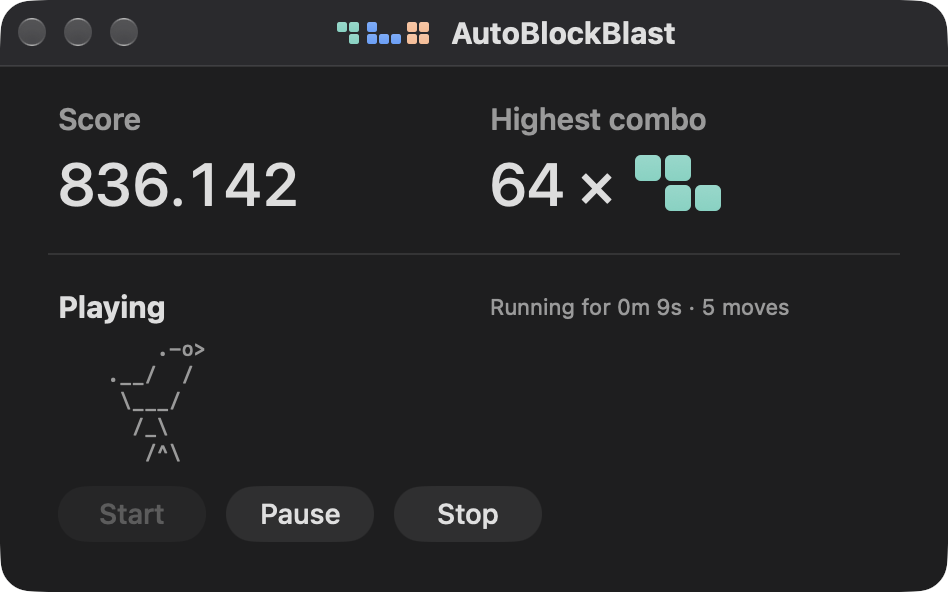 AutoBlockBlast
Score
Highest combo
836.142
64 ×
Playing
Running for 0m 9s · 5 moves
.–o>
.__/ /
\___/
/_\
/^\
Start
Pause
Stop